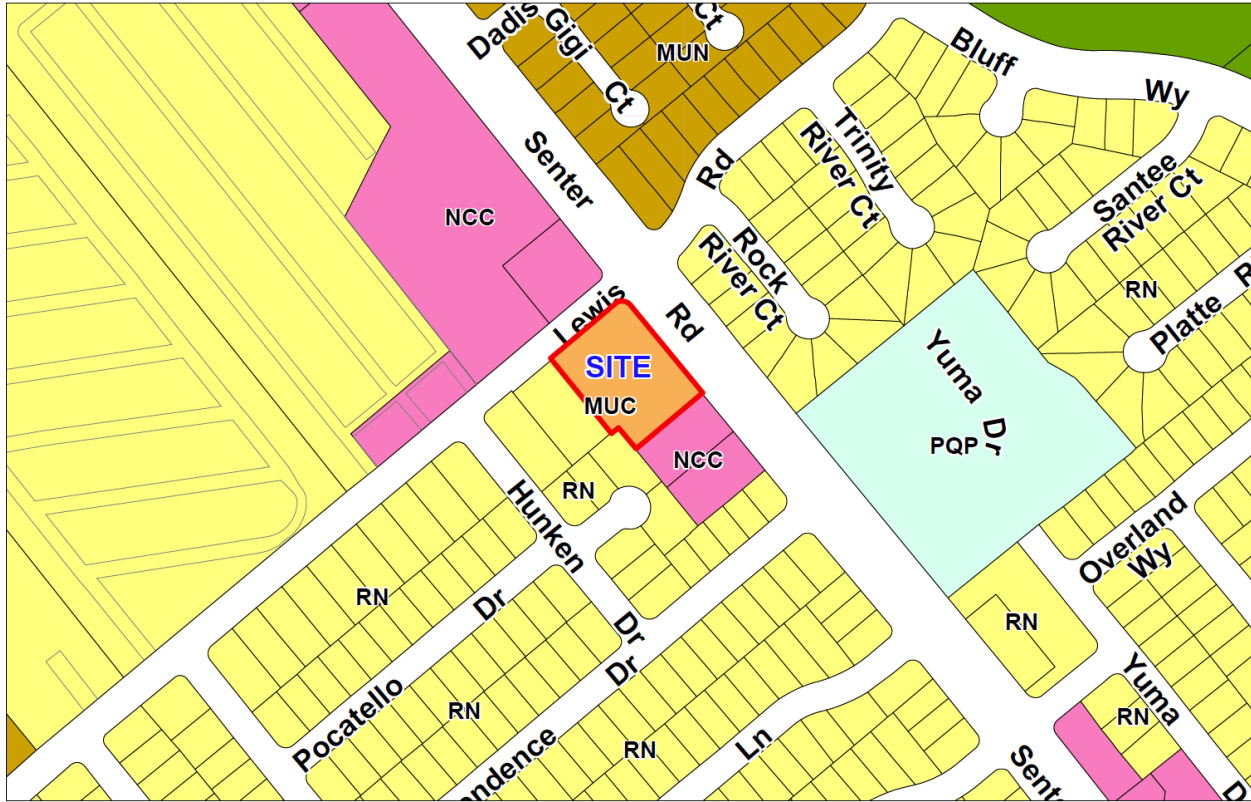 Dadis
Gigi
Ct
Ct
MUN
Bluff
Wy
Senter
Rd
Trinity
River Ct
Santee
River Ct
NCC
Rock
River Ct
RN
Platte
Lewis
Rd
SITE
MUC
Yuma
Dr
PQP
NCC
RN
Hunken
Dr
Overland
Wy
RN
Dr
RN
Pocatello
RN
Dr
Yuma
RN
RN
Ln